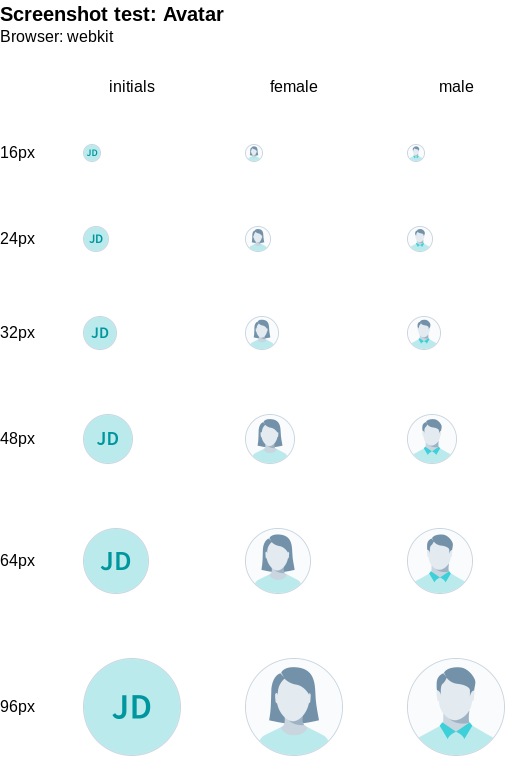 Screenshot test: Avatar
Browser: webkit
initials female male
16px JD
24px JD
32px JD
48px JD
64px JD
96px JD